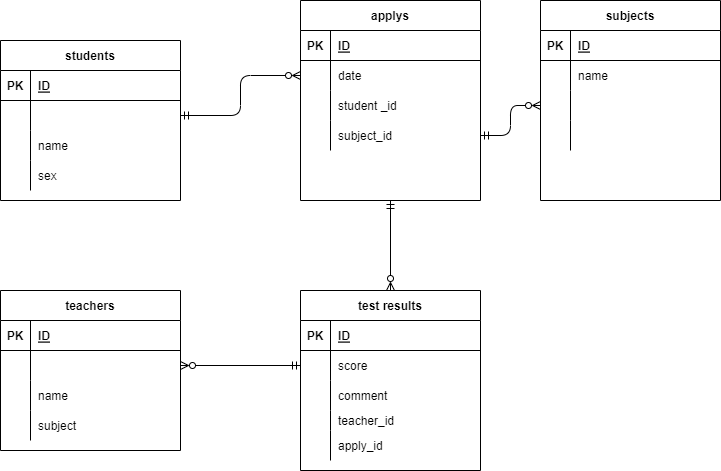 students
PK ID
name
sex
applys
PK ID
date
student _id
subject_id
subjects
PK ID
name
teachers
PK ID
name
subject
test results
PK ID
score
comment
teacher_id
apply_id